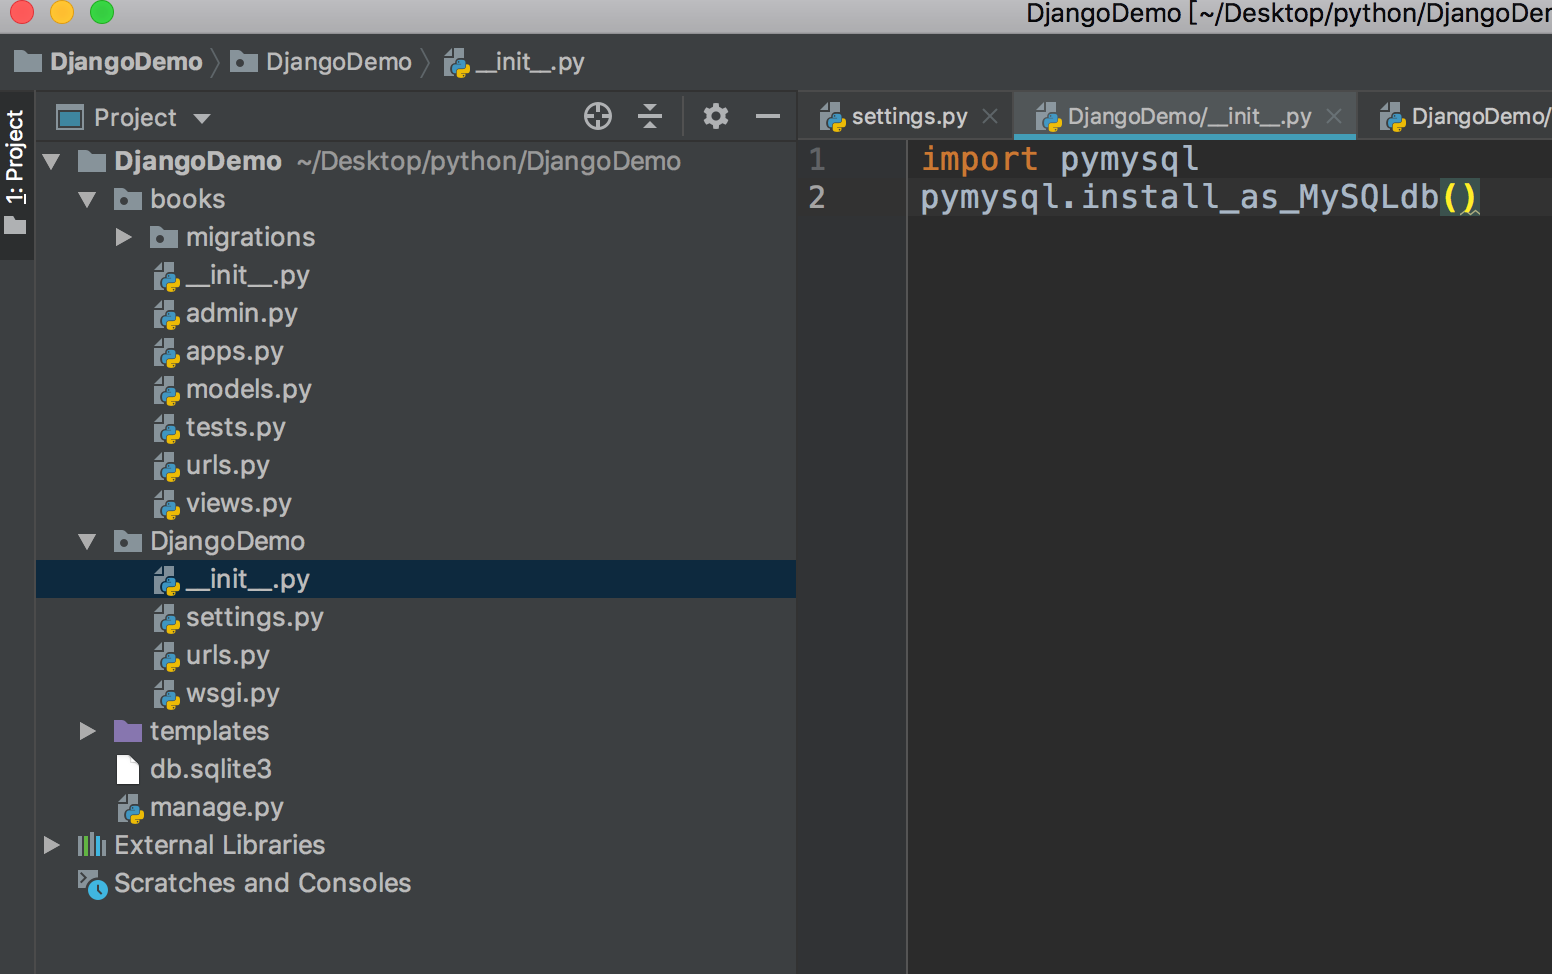 DjangoDemo [~/Desktop/python/DjangoDem
DjangoDemo DjangoDemo __init__.py
1: Project
Project
DjangoDemo ~/Desktop/python/DjangoDemo
books
migrations
__init__.py
admin.py
apps.py
models.py
tests.py
urls.py
views.py
DjangoDemo
__init__.py
settings.py
urls.py
wsgi.py
templates
db.sqlite3
manage.py
External Libraries
Scratches and Consoles
settings.py DjangoDemo/__init__.py DjangoDemo/
1 import pymysql
2 pymysql.install_as_MySQLdb()